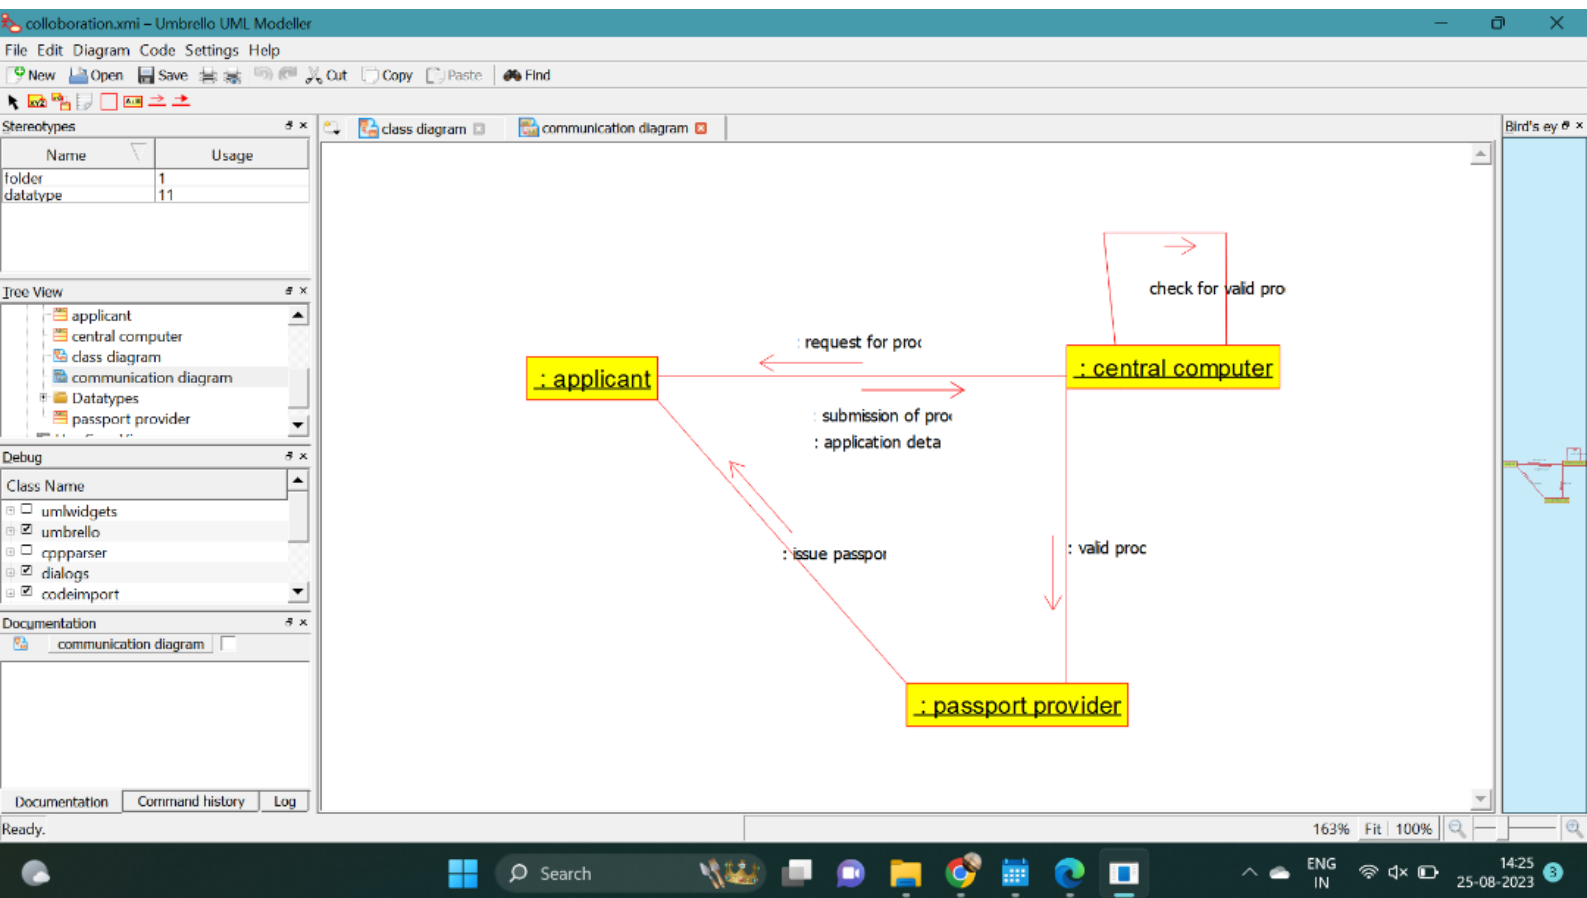 colloboration.xmi – Umbrello UML Modeller
File Edit Diagram Code Settings Help
New Open Save Cut Copy Paste Find
Stereotypes
Name Usage
folder 1
datatype 11
Tree View
applicant
central computer
class diagram
communication diagram
Datatypes
passport provider
Debug
Class Name
umlwidgets
umbrello
cppparser
dialogs
codeimport
Documentation
communication diagram
Documentation Command history Log
Ready.
class diagram communication diagram
check for valid pro
: request for proc
: applicant
: central computer
: submission of pro
: application deta
: issue passpor
: valid proc
: passport provider
Bird's ey
163% Fit 100%
Search
ENG
IN
14:25
25-08-2023
3